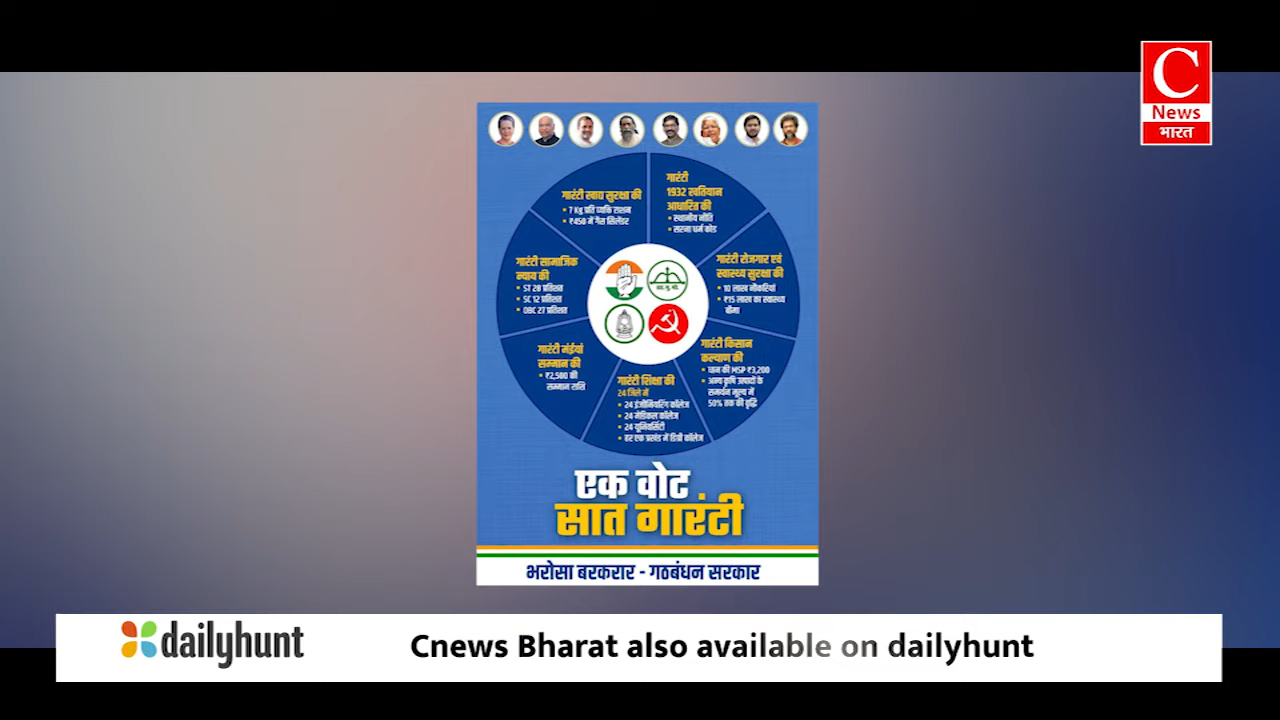 C
News
भारत
गारंटी खाद्य सुरक्षा की
7 Kg प्रति व्यक्ति राशन
₹450 में गैस सिलेंडर
गारंटी
1932 खतियान
आधारित की
स्थानीय नीति
सरना धर्म कोड
गारंटी रोजगार एवं
स्वास्थ्य सुरक्षा की
10 लाख नौकरियां
₹15 लाख का स्वास्थ्य
बीमा
गारंटी किसान
कल्याण की
धान की MSP ₹3,200
अन्य कृषि उत्पादों के
समर्थन मूल्य में
50% तक की वृद्धि
गारंटी शिक्षा की
24 जिले में
24 इंजीनियरिंग कॉलेज
24 मेडिकल कॉलेज
24 यूनिवर्सिटी
हर एक प्रखंड में डिग्री कॉलेज
गारंटी मंईयां
सम्मान की
₹2,500 की
सम्मान राशि
गारंटी सामाजिक
न्याय की
ST 28 प्रतिशत
SC 12 प्रतिशत
OBC 27 प्रतिशत
एक वोट
सात गारंटी
भरोसा बरकरार - गठबंधन सरकार
dailyhunt
Cnews Bharat also available on dailyhunt